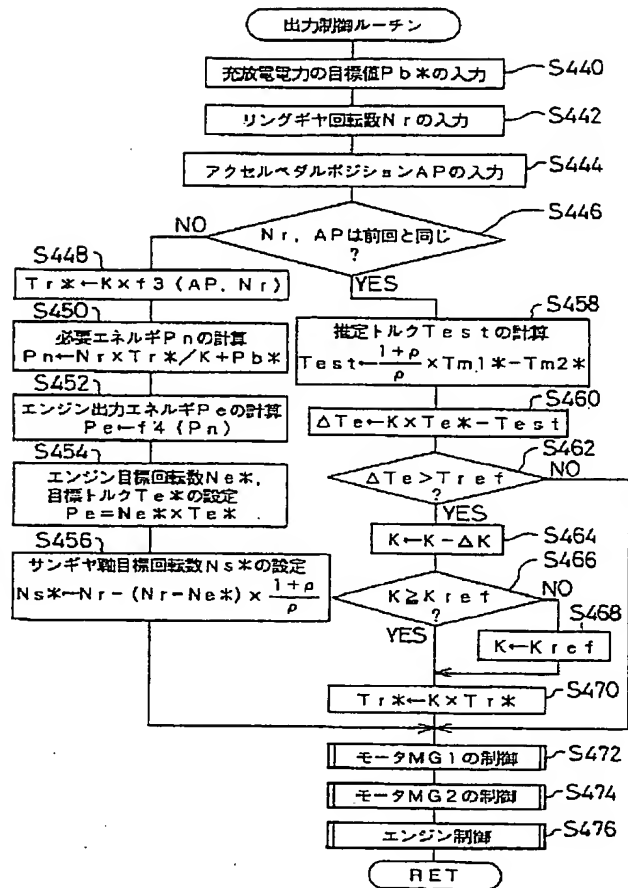 出力制御ルーチン
充放電電力の目標値Pb*の入力
S440
リングギヤ回転数Nrの入力
S442
アクセルペダルポジションAPの入力
S444
Nr, APは前回と同じ
?
S446
NO
YES
S448
Tr*←K×f3 (AP, Nr)
S450
必要エネルギPnの計算
Pn←Nr×Tr*/K+Pb*
S452
エンジン出力エネルギPeの計算
Pe←f4 (Pn)
S454
エンジン目標回転数Ne*,
目標トルクTe*の設定
Pe=Ne*×Te*
S456
サンギヤ軸目標回転数Ns*の設定
Ns*←Nr-(Nr-Ne*)×1+ρ/ρ
S458
推定トルクTestの計算
Test←1+ρ/ρ×Tm1*-Tm2*
S460
ΔTe←K×Te*-Test
S462
ΔTe>Tref
?
NO
YES
S464
K←K-ΔK
S466
K≧Kref
?
NO
YES
S468
K←Kref
Tr*←K×Tr*
S470
モータMG1の制御
S472
モータMG2の制御
S474
エンジン制御
S476
RET